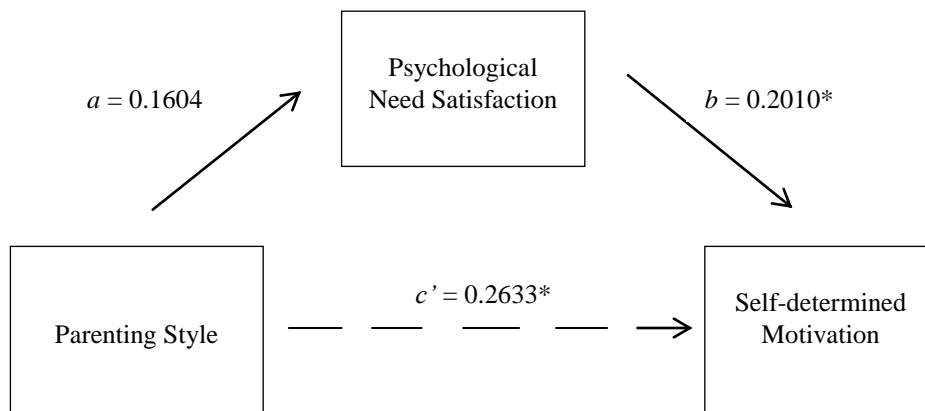 Psychological
Need Satisfaction
a = 0.1604
b = 0.2010*
c’ = 0.2633*
Parenting Style
Self-determined
Motivation